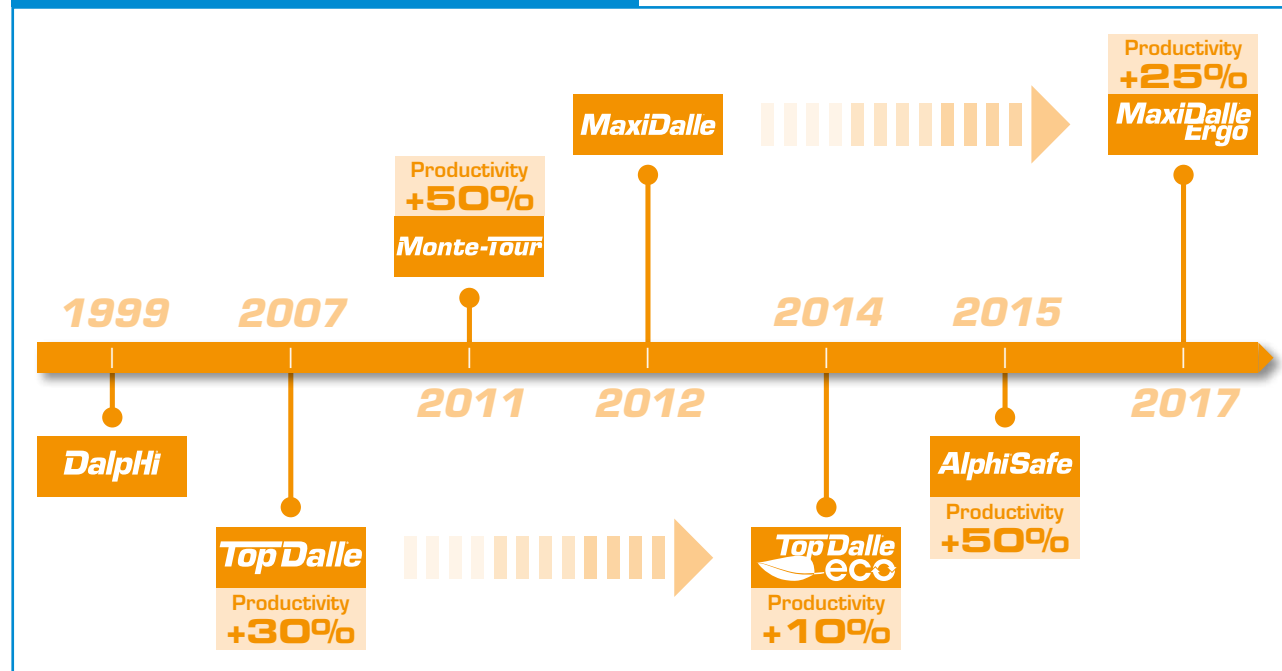 Productivity
+25%
MaxiDalle
Ergo
MaxiDalle
Productivity
+50%
Monte-Tour
1999
2007
2014
2015
2011
2012
2017
DalpHi
AlphiSafe
Productivity
+50%
TopDalle
Productivity
+30%
TopDalle
eco
Productivity
+10%